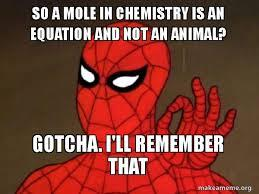 SO A MOLE IN CHEMISTRY IS AN
EQUATION AND NOT AN ANIMAL?
GOTCHA. I'LL REMEMBER
THAT
makeameme.org